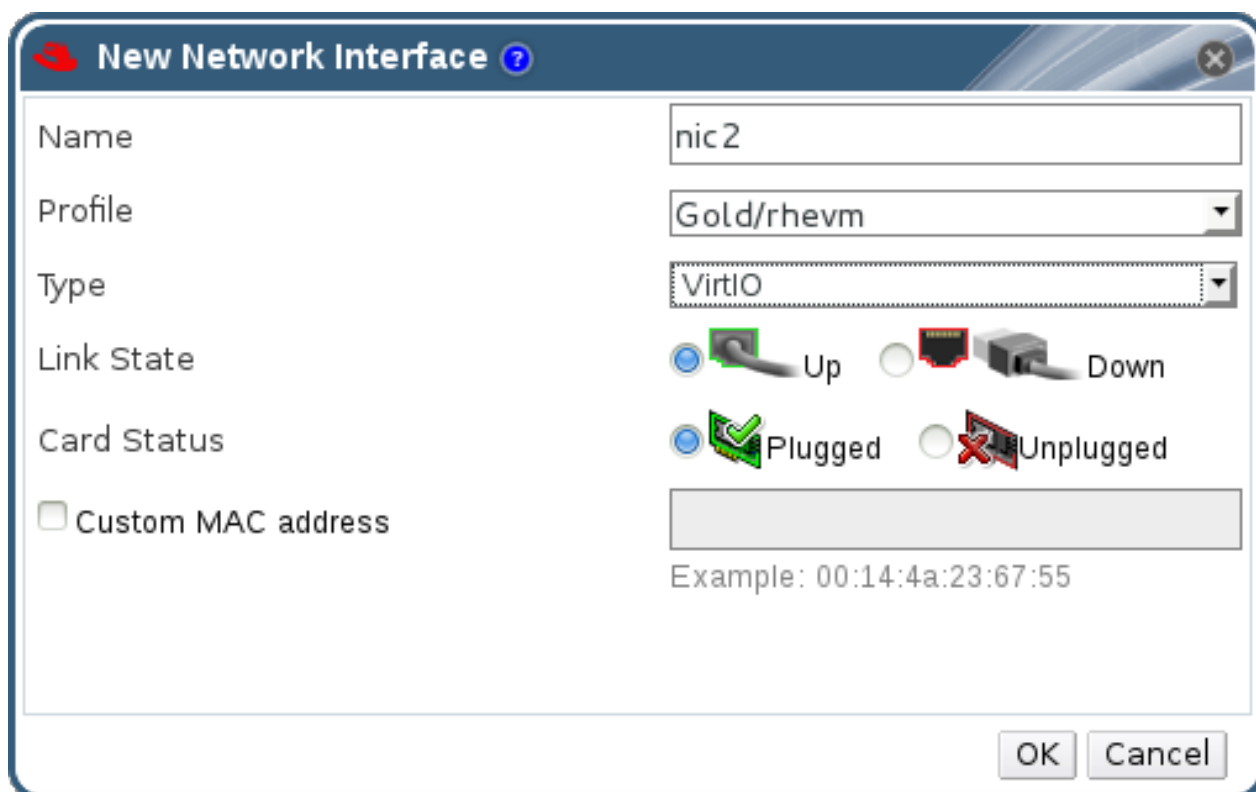 New Network Interface ?
Name nic2
Profile Gold/rhevm
Type VirtIO
Link State Up Down
Card Status Plugged Unplugged
Custom MAC address
Example: 00:14:4a:23:67:55
OK Cancel